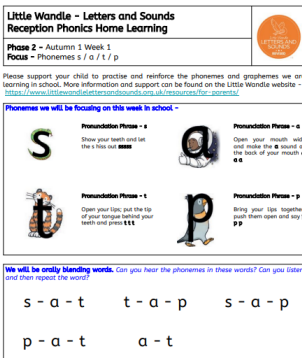 Little Wandle - Letters and Sounds
Reception Phonics Home Learning
LETTERS AND
SOUNDS
Phase 2 – Autumn 1 Week 1
Focus – Phonemes s / a / t / p
Please support your child to practise and reinforce the phonemes and graphemes we ar
learning in school. More information and support can be found on the Little Wandle website -
https://www.littlewandlelettersandsounds.org.uk/resources/for-parents/
Phonemes we will be focusing on this week in school –
s
Pronunciation Phrase - s
Show your teeth and let
the s hiss out sssss
Pronunciation Phrase - a
Open your mouth wid
and make the a sound a
the back of your mouth
a a
t
Pronunciation Phrase - t
Open your lips; put the tip
of your tongue behind your
teeth and press t t t
p
Pronunciation Phrase - p
Bring your lips togethe
push them open and say
p p
We will be orally blending words. Can you hear the phonemes in these words? Can you listen
and then repeat the word?
s - a - t t - a - p s - a - p
p - a - t a - t